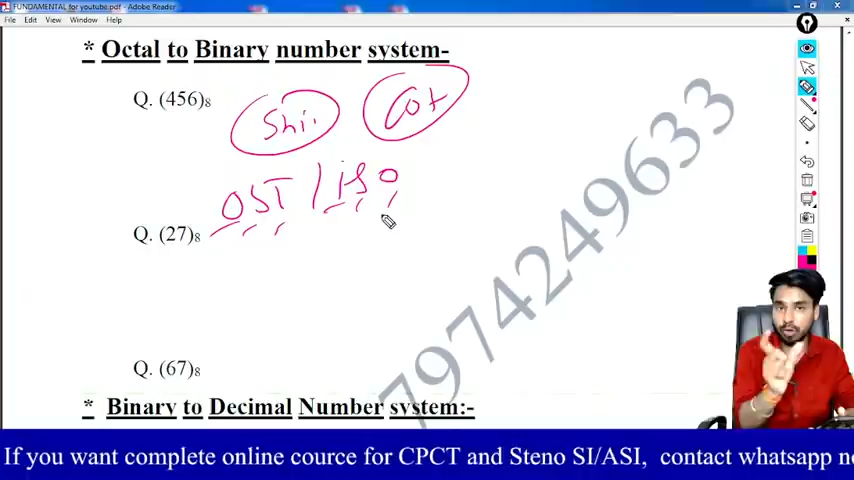 FUNDAMENTAL for youtube.pdf - Adobe Reader
File Edit View Window Help
* Octal to Binary number system-
Q. (456)₈
OST / iso
Q. (27)₈
7974249633
Q. (67)₈
* Binary to Decimal Number system:-
If you want complete online cource for CPCT and Steno SI/ASI, contact whatsapp no